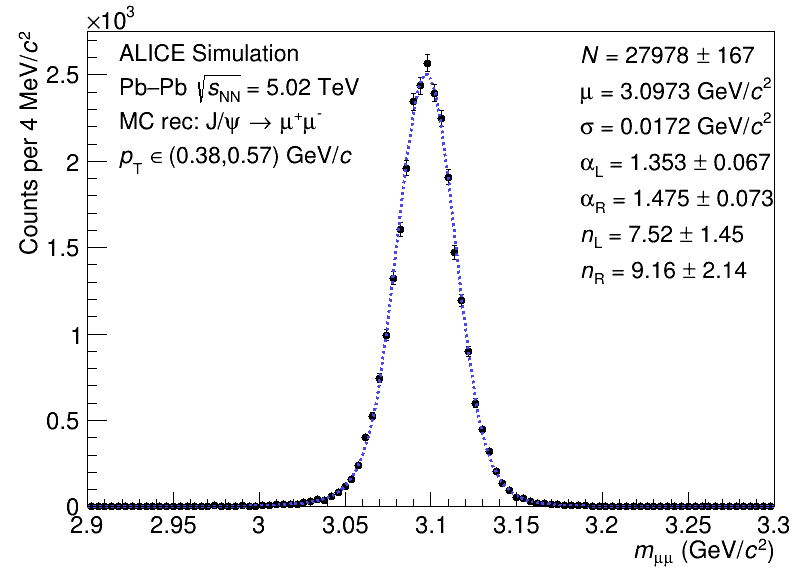 ×10³
ALICE Simulation
Pb–Pb √s_NN = 5.02 TeV
MC rec: J/ψ → μ⁺μ⁻
p_T ∈ (0.38,0.57) GeV/c
N = 27978 ± 167
μ = 3.0973 GeV/c²
σ = 0.0172 GeV/c²
α_L = 1.353 ± 0.067
α_R = 1.475 ± 0.073
n_L = 7.52 ± 1.45
n_R = 9.16 ± 2.14
Counts per 4 MeV/c²
2.5
2
1.5
1
0.5
0
2.9 2.95 3 3.05 3.1 3.15 3.2 3.25 3.3
m_μμ (GeV/c²)